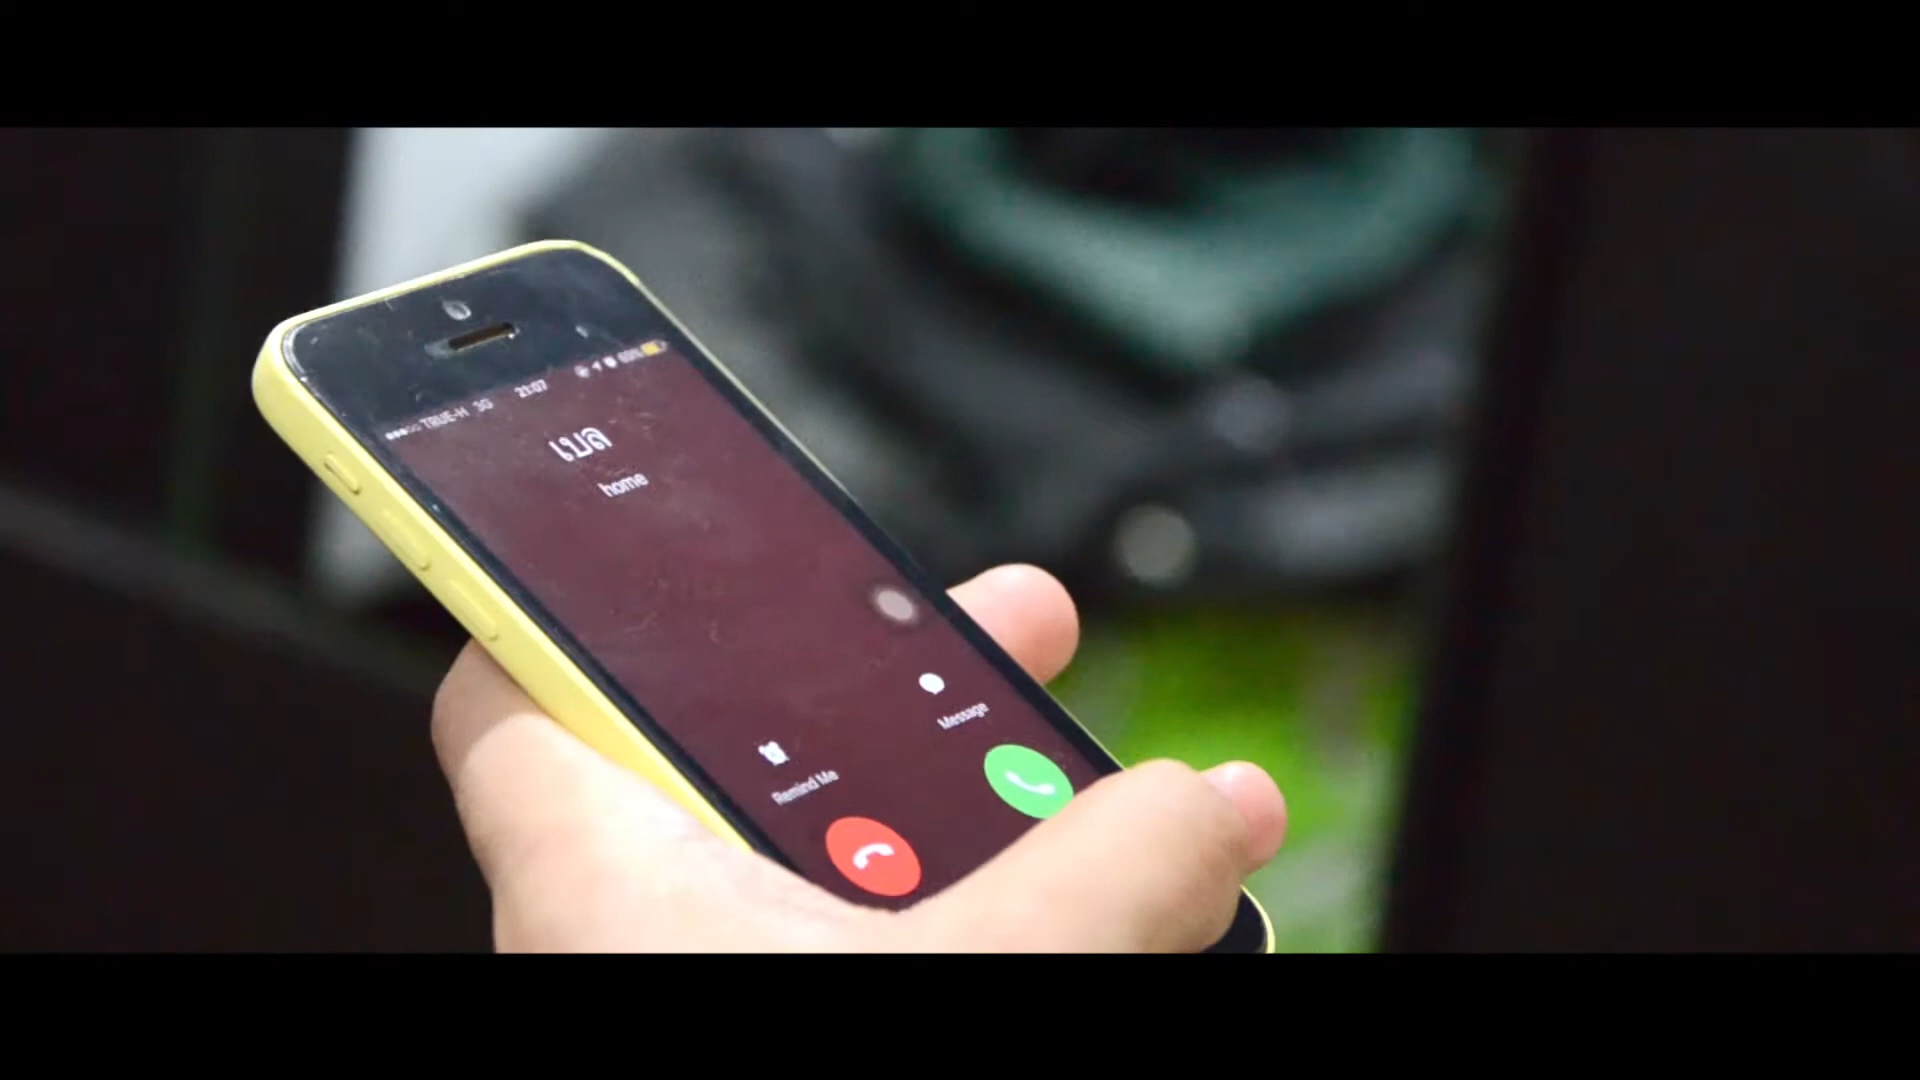 TRUE-H 3G 21:07
เบล
home
Message
Remind Me